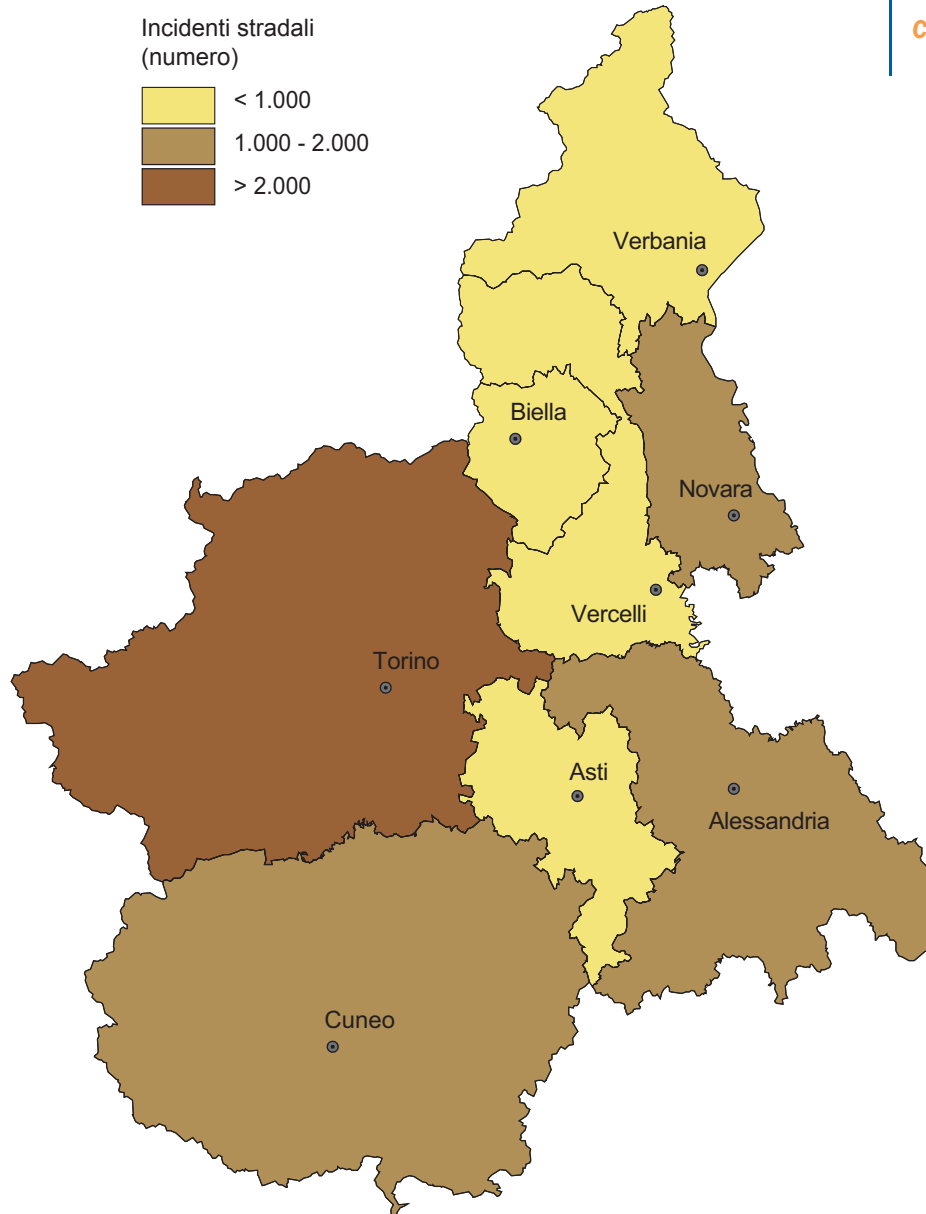 Incidenti stradali
(numero)
< 1.000
1.000 - 2.000
> 2.000
c
Verbania
Biella
Novara
Vercelli
Torino
Asti
Alessandria
Cuneo